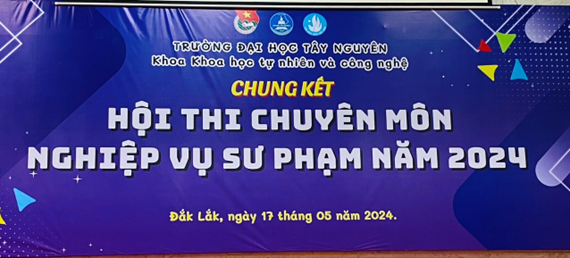 TRƯỜNG ĐẠI HỌC TÂY NGUYÊN
Khoa Khoa học tự nhiên và công nghệ
CHUNG KẾT
HỘI THI CHUYÊN MÔN
NGHIỆP VỤ SƯ PHẠM NĂM 2024
Đắk Lắk, ngày 17 tháng 05 năm 2024.